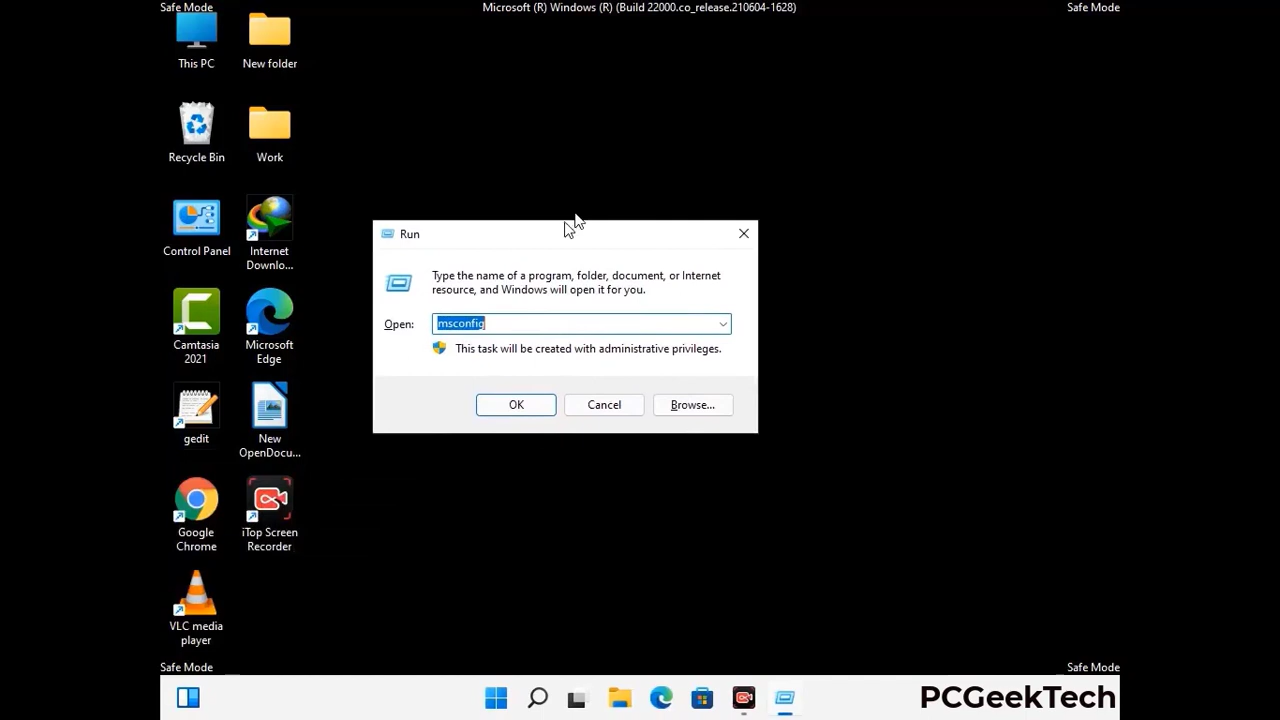 Safe Mode
Microsoft (R) Windows (R) (Build 22000.co_release.210604-1628)
Safe Mode
This PC
New folder
Recycle Bin
Work
Control Panel
Internet
Downlo...
Camtasia
2021
Microsoft
Edge
gedit
New
OpenDocu...
Google
Chrome
iTop Screen
Recorder
VLC media
player
Run
Type the name of a program, folder, document, or Internet
resource, and Windows will open it for you.
Open:
msconfig
This task will be created with administrative privileges.
OK
Cancel
Browse...
Safe Mode
Safe Mode
PCGeekTech